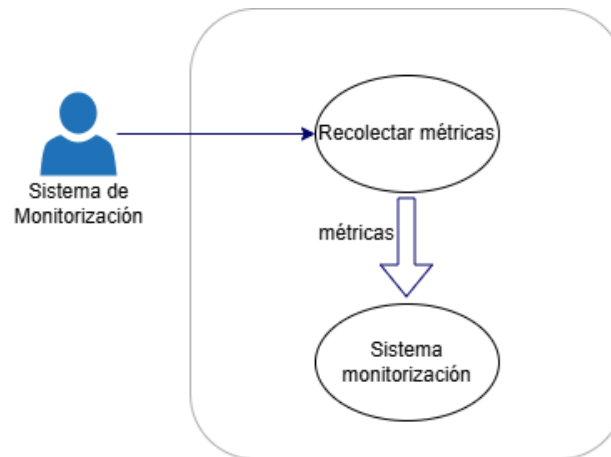 Recolectar métricas
Sistema de
Monitorización
métricas
Sistema
monitorización